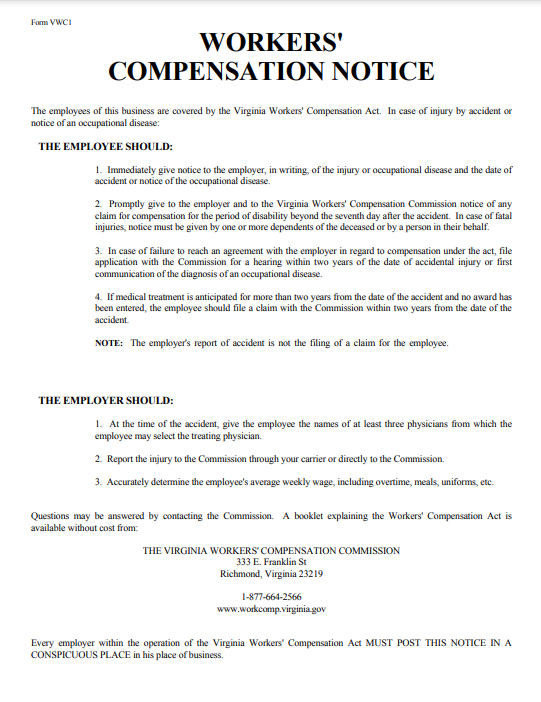 Form VWC1
WORKERS'
COMPENSATION NOTICE
The employees of this business are covered by the Virginia Workers' Compensation Act. In case of injury by accident or
notice of an occupational disease:
THE EMPLOYEE SHOULD:
1. Immediately give notice to the employer, in writing, of the injury or occupational disease and the date of
accident or notice of the occupational disease.
2. Promptly give to the employer and to the Virginia Workers' Compensation Commission notice of any
claim for compensation for the period of disability beyond the seventh day after the accident. In case of fatal
injuries, notice must be given by one or more dependents of the deceased or by a person in their behalf.
3. In case of failure to reach an agreement with the employer in regard to compensation under the act, file
application with the Commission for a hearing within two years of the date of accidental injury or first
communication of the diagnosis of an occupational disease.
4. If medical treatment is anticipated for more than two years from the date of the accident and no award has
been entered, the employee should file a claim with the Commission within two years from the date of the
accident.
NOTE: The employer's report of accident is not the filing of a claim for the employee.
THE EMPLOYER SHOULD:
1. At the time of the accident, give the employee the names of at least three physicians from which the
employee may select the treating physician.
2. Report the injury to the Commission through your carrier or directly to the Commission.
3. Accurately determine the employee's average weekly wage, including overtime, meals, uniforms, etc.
Questions may be answered by contacting the Commission. A booklet explaining the Workers' Compensation Act is
available without cost from:
THE VIRGINIA WORKERS' COMPENSATION COMMISSION
333 E. Franklin St
Richmond, Virginia 23219
1-877-664-2566
www.workcomp.virginia.gov
Every employer within the operation of the Virginia Workers' Compensation Act MUST POST THIS NOTICE IN A
CONSPICUOUS PLACE in his place of business.